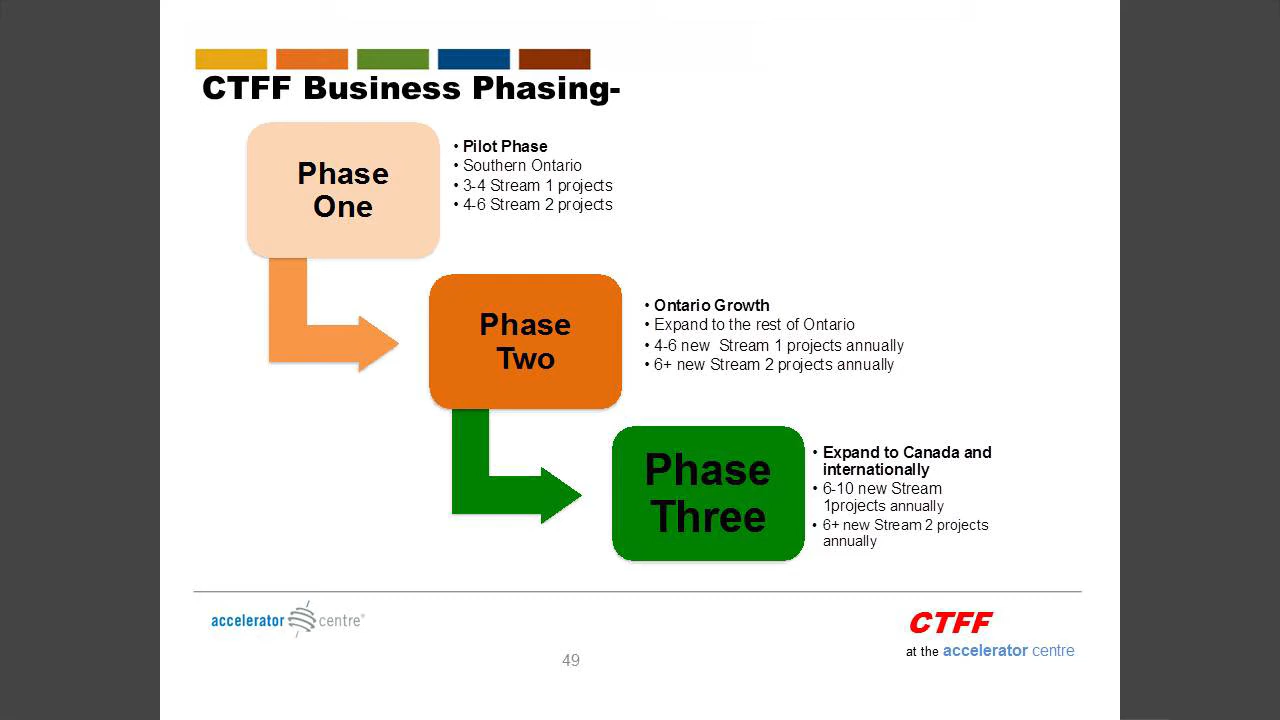 CTFF Business Phasing-
Phase
One
• Pilot Phase
• Southern Ontario
• 3-4 Stream 1 projects
• 4-6 Stream 2 projects
Phase
Two
• Ontario Growth
• Expand to the rest of Ontario
• 4-6 new  Stream 1 projects annually
• 6+ new Stream 2 projects annually
Phase
Three
• Expand to Canada and
internationally
• 6-10 new Stream
1projects annually
• 6+ new Stream 2 projects
annually
accelerator centre®
CTFF
at the accelerator centre
49